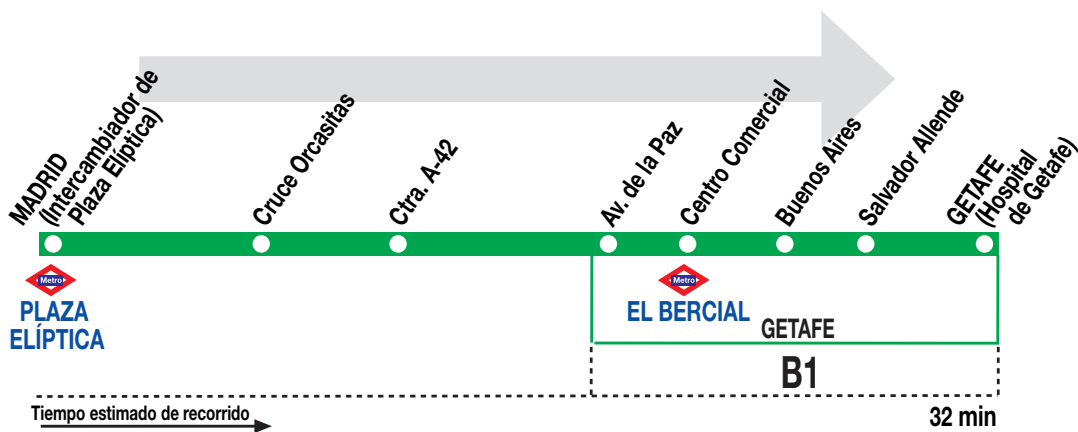 MADRID
(Intercambiador de
Plaza Elíptica)
Cruce Orcasitas
Ctra. A-42
Av. de la Paz
Centro Comercial
Buenos Aires
Salvador Allende
GETAFE
(Hospital
de Getafe)
Metro
PLAZA
ELÍPTICA
Metro
EL BERCIAL
GETAFE
B1
Tiempo estimado de recorrido
32 min